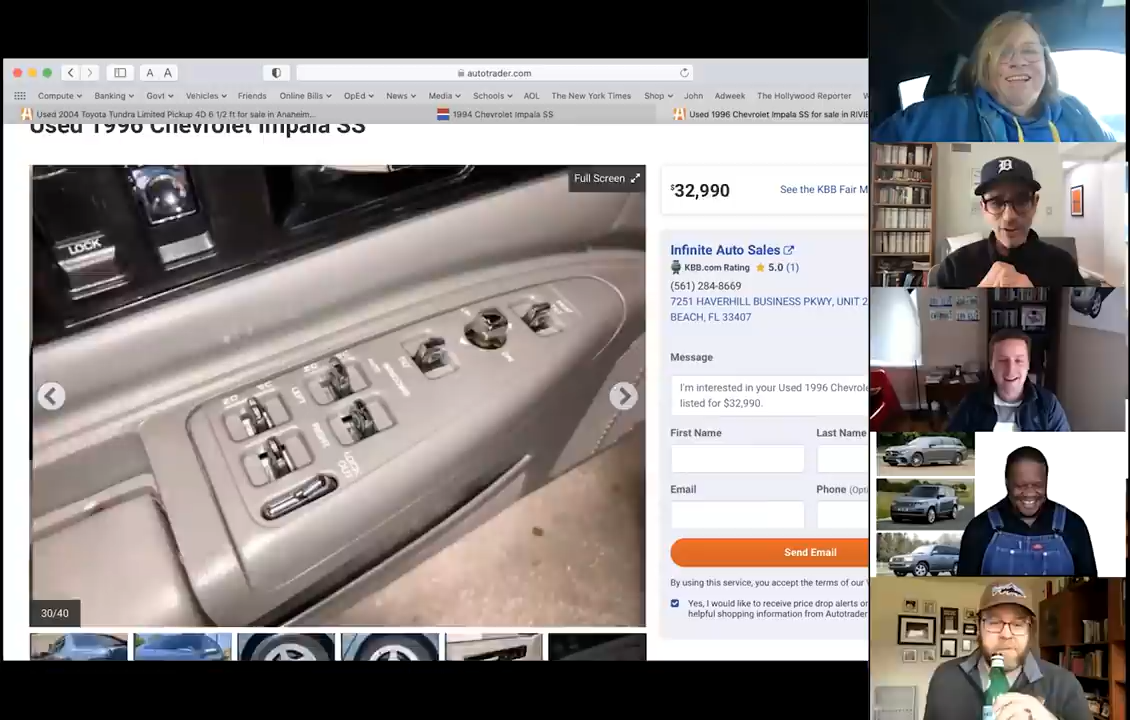 autotrader.com
A A
Compute
Banking
Govt
Vehicles
Friends
Online Bills
OpEd
News
Media
Schools
AOL
The New York Times
Shop
John
Adweek
The Hollywood Reporter
Used 2004 Toyota Tundra Limited Pickup 4D 6 1/2 ft for sale in Anaheim...
1994 Chevrolet Impala SS
Used 1996 Chevrolet Impala SS for sale in RIVIE
Used 1996 Chevrolet Impala SS
Full Screen
LOCK
LEFT
RIGHT
LOCK OUT
30/40
$32,990
See the KBB Fair M
Infinite Auto Sales
KBB.com Rating 5.0 (1)
(561) 284-8669
7251 HAVERHILL BUSINESS PKWY, UNIT 2
BEACH, FL 33407
Message
I'm interested in your Used 1996 Chevrole
listed for $32,990.
First Name
Last Name
Email
Phone (Opti
Send Email
By using this service, you accept the terms of our
Yes, I would like to receive price drop alerts or
helpful shopping information from Autotrader
D